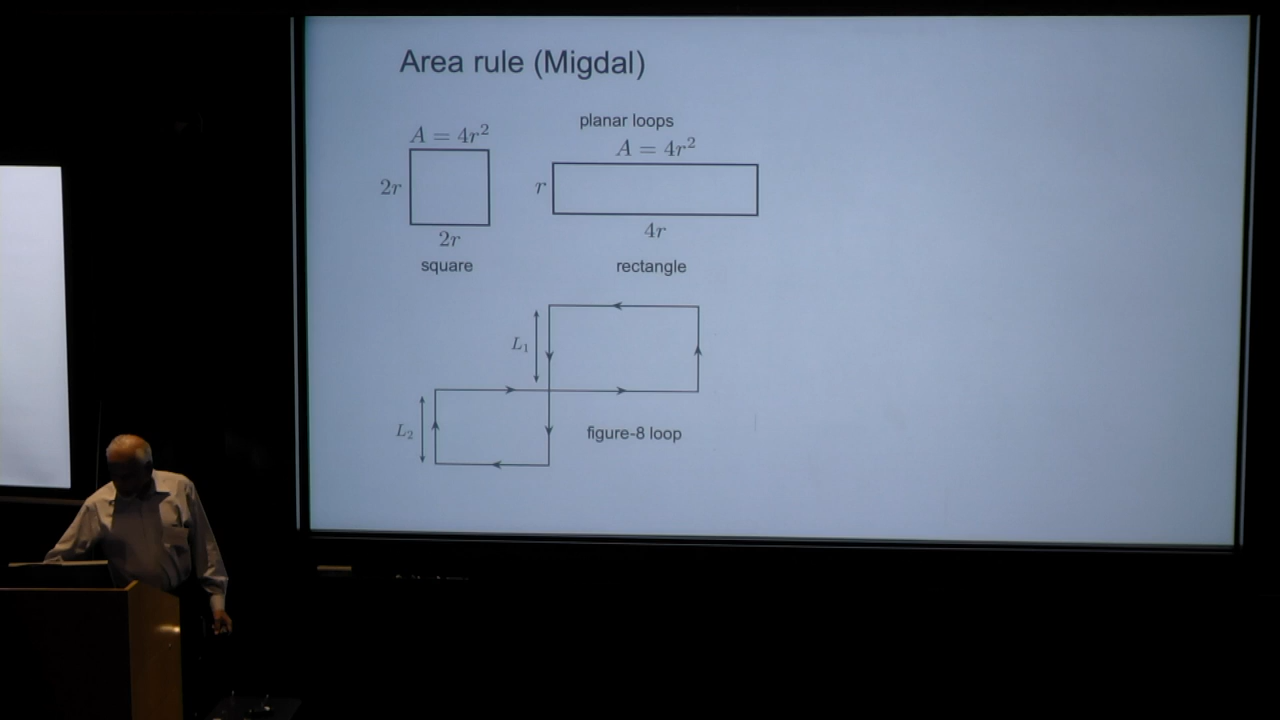 Area rule (Migdal)
planar loops
A = 4r²
A = 4r²
2r
r
2r
4r
square
rectangle
L₁
L₂
figure-8 loop